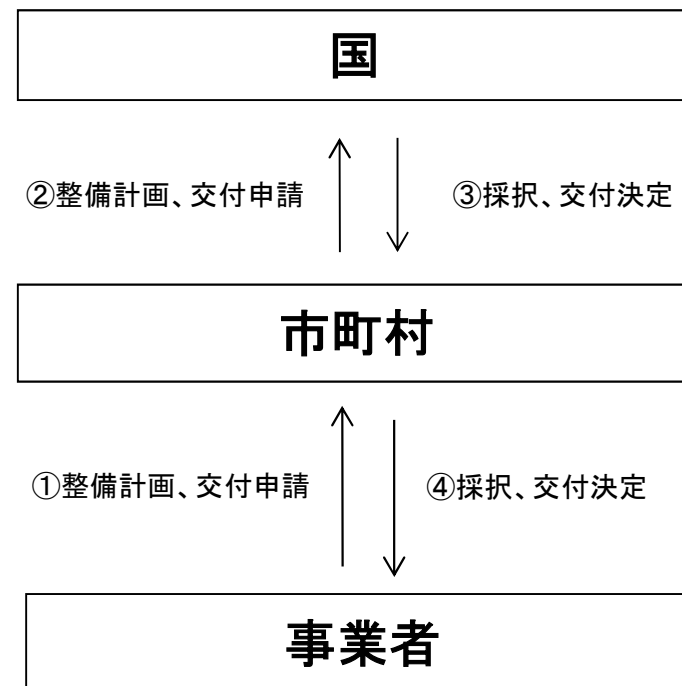 国
②整備計画、交付申請
③採択、交付決定
市町村
①整備計画、交付申請
④採択、交付決定
事業者